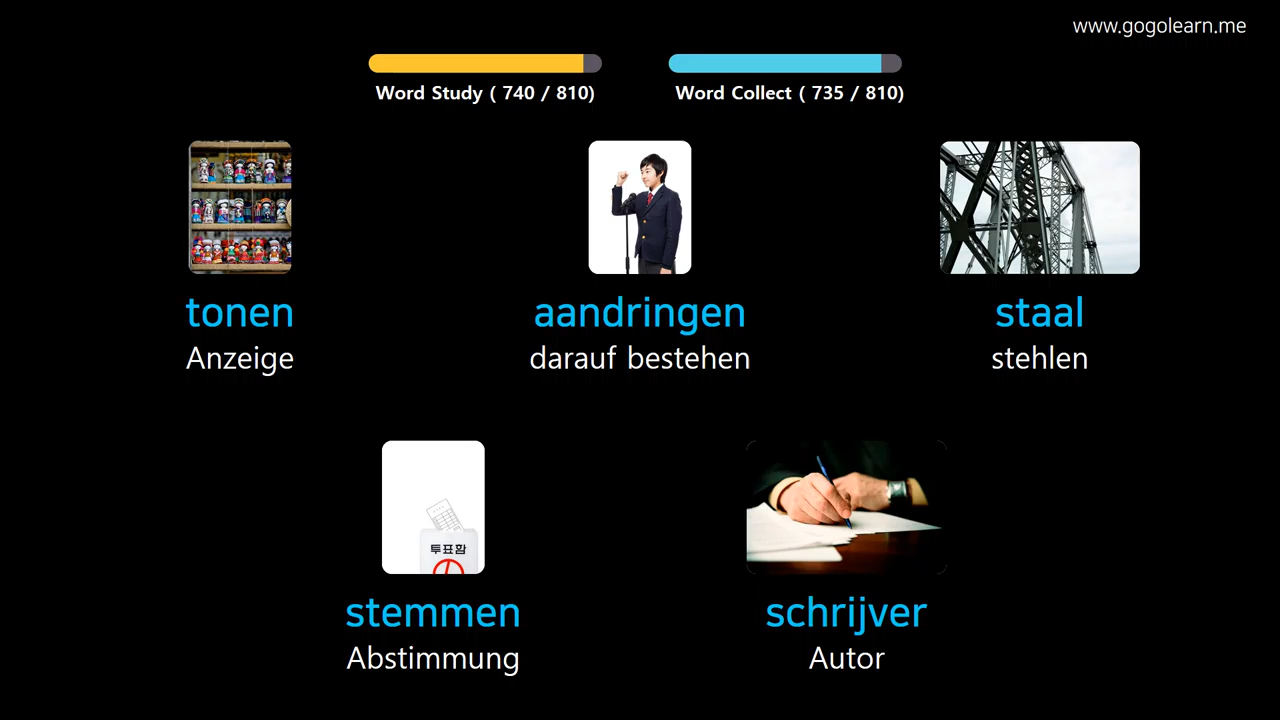 www.gogolearn.me
Word Study ( 740 / 810)
Word Collect ( 735 / 810)
tonen
Anzeige
aandringen
darauf bestehen
staal
stehlen
투표함
stemmen
Abstimmung
schrijver
Autor